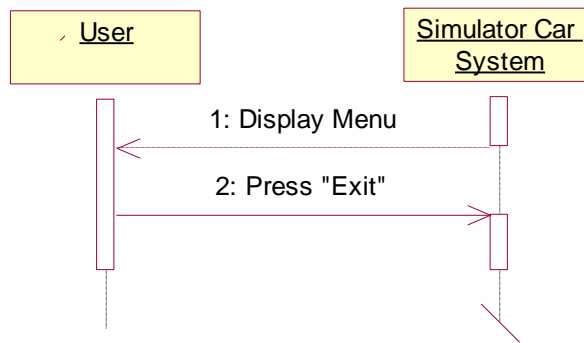 User
Simulator Car
System
1: Display Menu
2: Press "Exit"